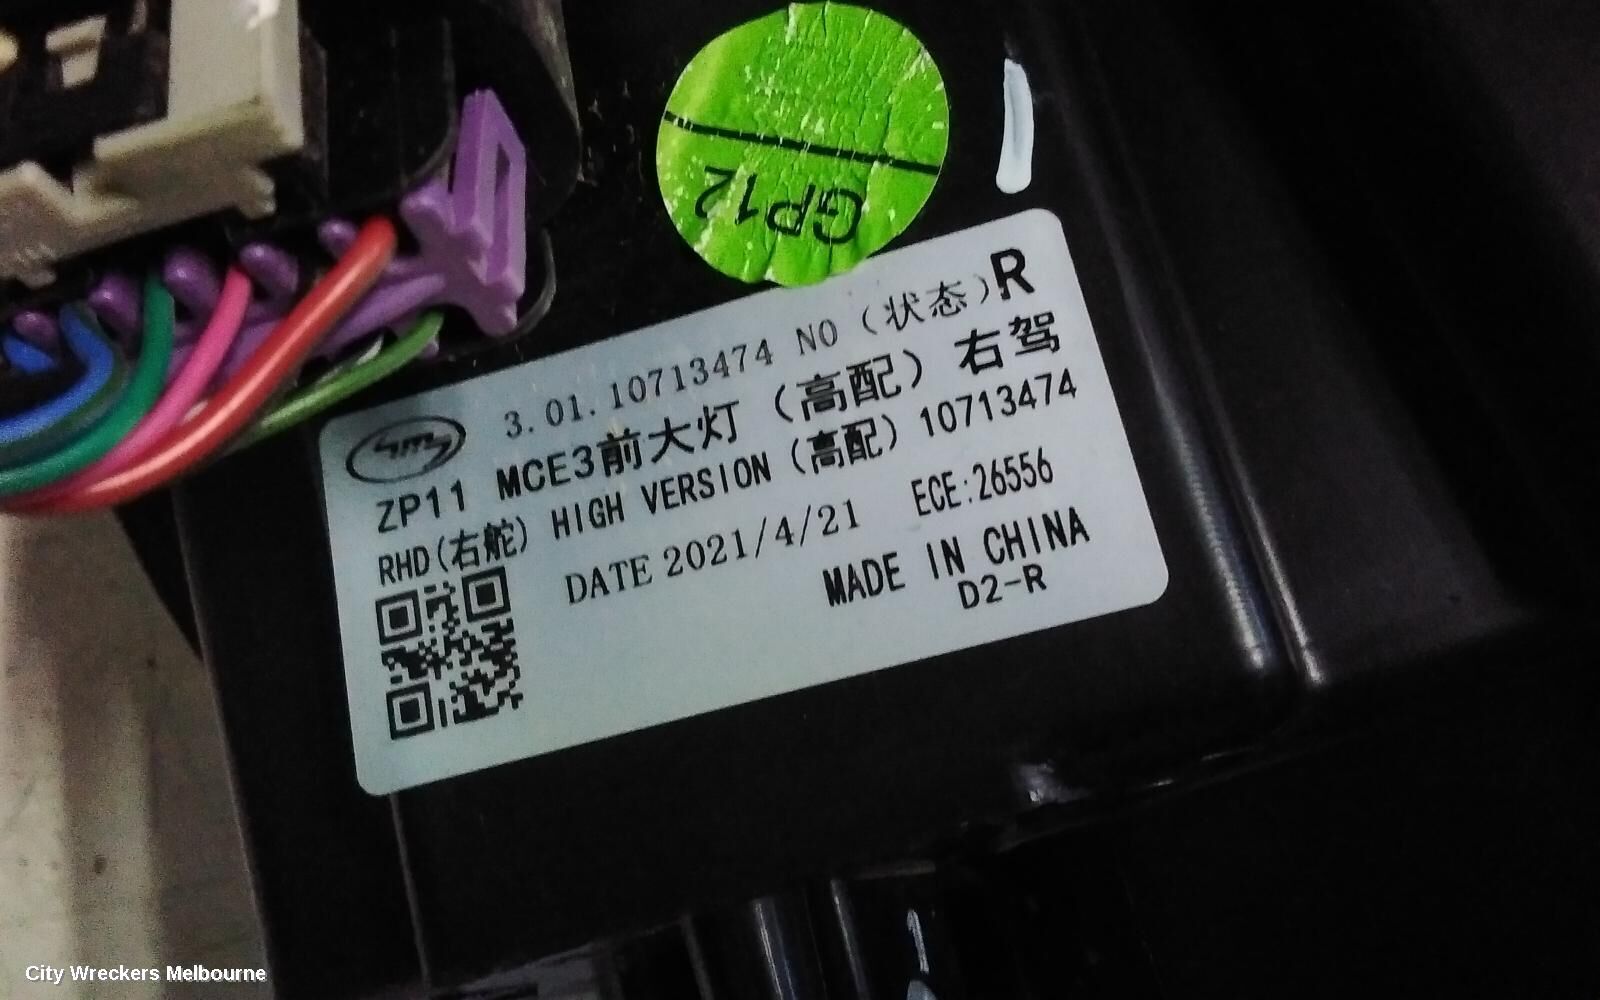 GP12
3.01.10713474 NO（状态）R
ZP11 MCE3前大灯（高配）右驾
RHD(右舵) HIGH VERSION（高配）10713474
DATE 2021/4/21 ECE:26556
MADE IN CHINA
D2-R
City Wreckers Melbourne